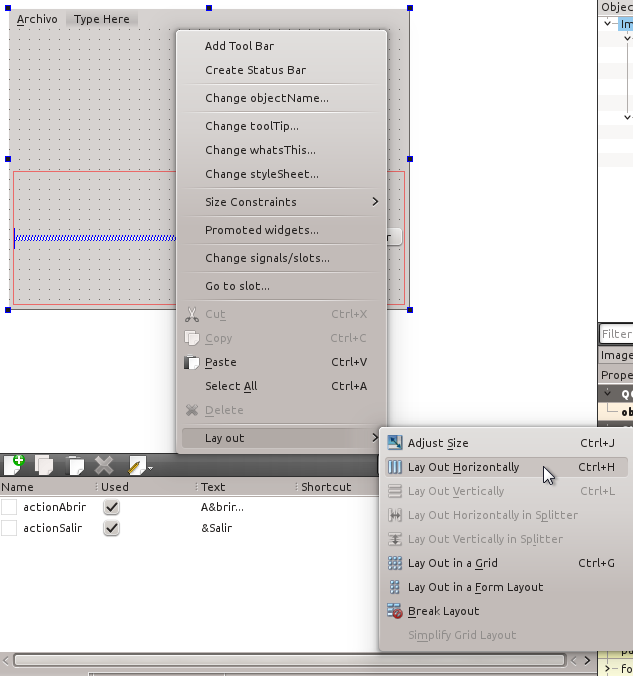 Archivo Type Here
Add Tool Bar
Create Status Bar
Change objectName...
Change toolTip...
Change whatsThis...
Change styleSheet...
Size Constraints
Promoted widgets...
Change signals/slots...
Go to slot...
Cut Ctrl+X
Copy Ctrl+C
Paste Ctrl+V
Select All Ctrl+A
Delete
Lay out
Adjust Size Ctrl+J
Lay Out Horizontally Ctrl+H
Lay Out Vertically Ctrl+L
Lay Out Horizontally in Splitter
Lay Out Vertically in Splitter
Lay Out in a Grid Ctrl+G
Lay Out in a Form Layout
Break Layout
Simplify Grid Layout
Name Used Text Shortcut
actionAbrir A&brir...
actionSalir &Salir
Objec
Im
Filter
Image
Prope
ob
fo